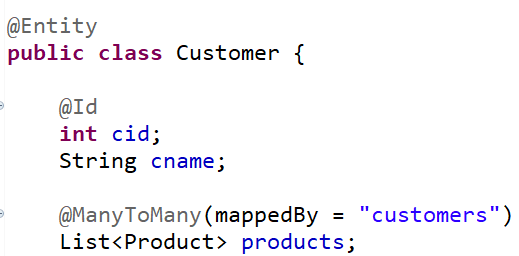 @Entity
public class Customer {
@Id
int cid;
String cname;
@ManyToMany(mappedBy = "customers")
List<Product> products;